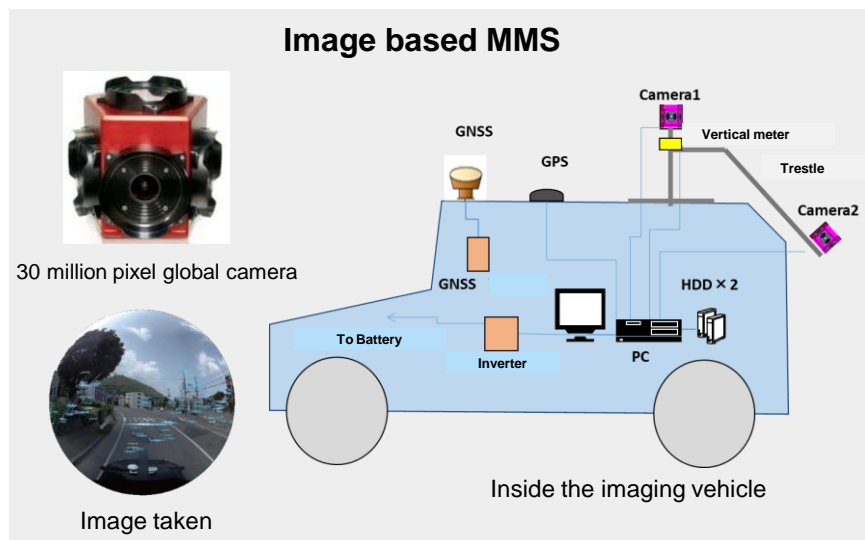 Image based MMS
30 million pixel global camera
Image taken
GNSS
GPS
Camera1
Vertical meter
Trestle
Camera2
GNSS
HDD × 2
To Battery
Inverter
PC
Inside the imaging vehicle